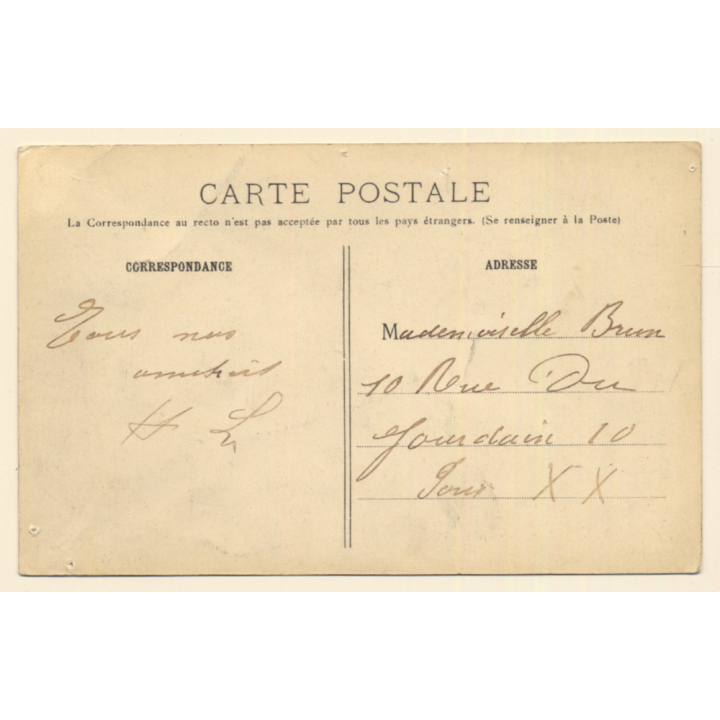 CARTE POSTALE
La Correspondance au recto n'est pas acceptée par tous les pays étrangers. (Se renseigner à la Poste)
CORRESPONDANCE
Tous nos
amitiés
H L
ADRESSE
Mademoiselle Brun
10 Rue Du
Jourdain 10
Paris XX